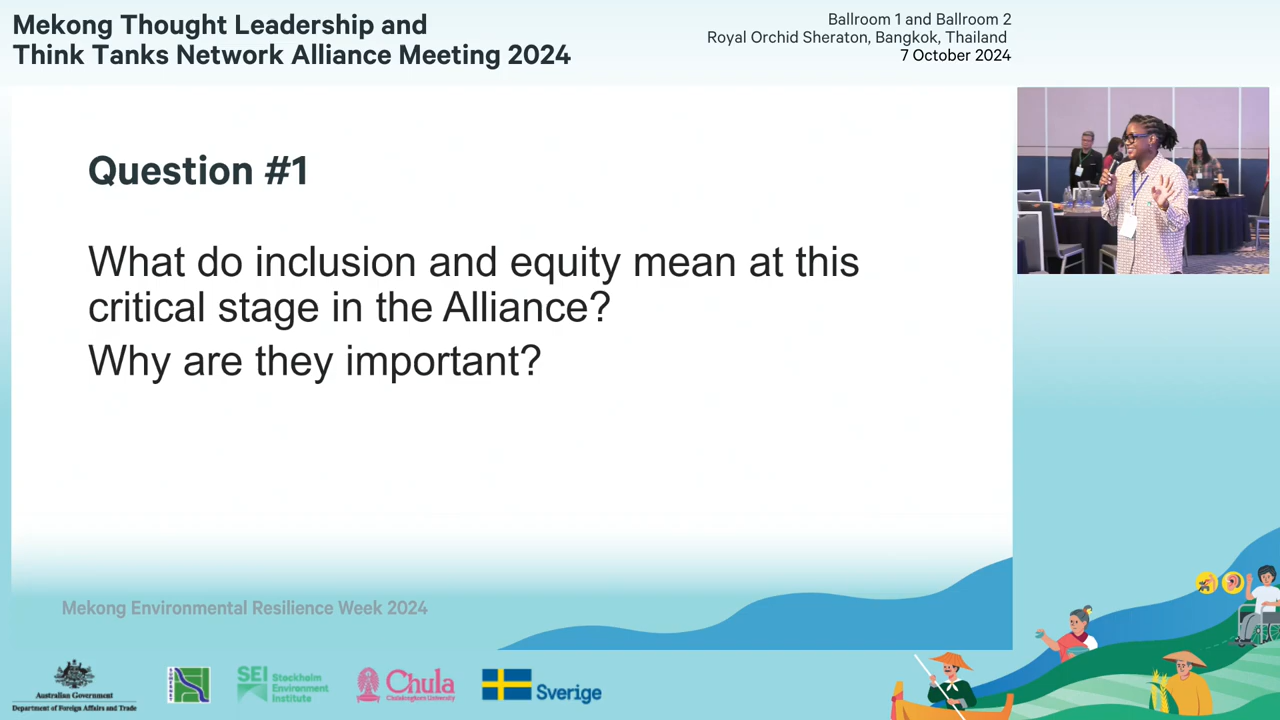 Mekong Thought Leadership and
Think Tanks Network Alliance Meeting 2024
Ballroom 1 and Ballroom 2
Royal Orchid Sheraton, Bangkok, Thailand
7 October 2024
Question #1
What do inclusion and equity mean at this
critical stage in the Alliance?
Why are they important?
Mekong Environmental Resilience Week 2024
Australian Government
Department of Foreign Affairs and Trade
SEI Stockholm
Environment
Institute
Chula
Chulalongkorn University
Sverige